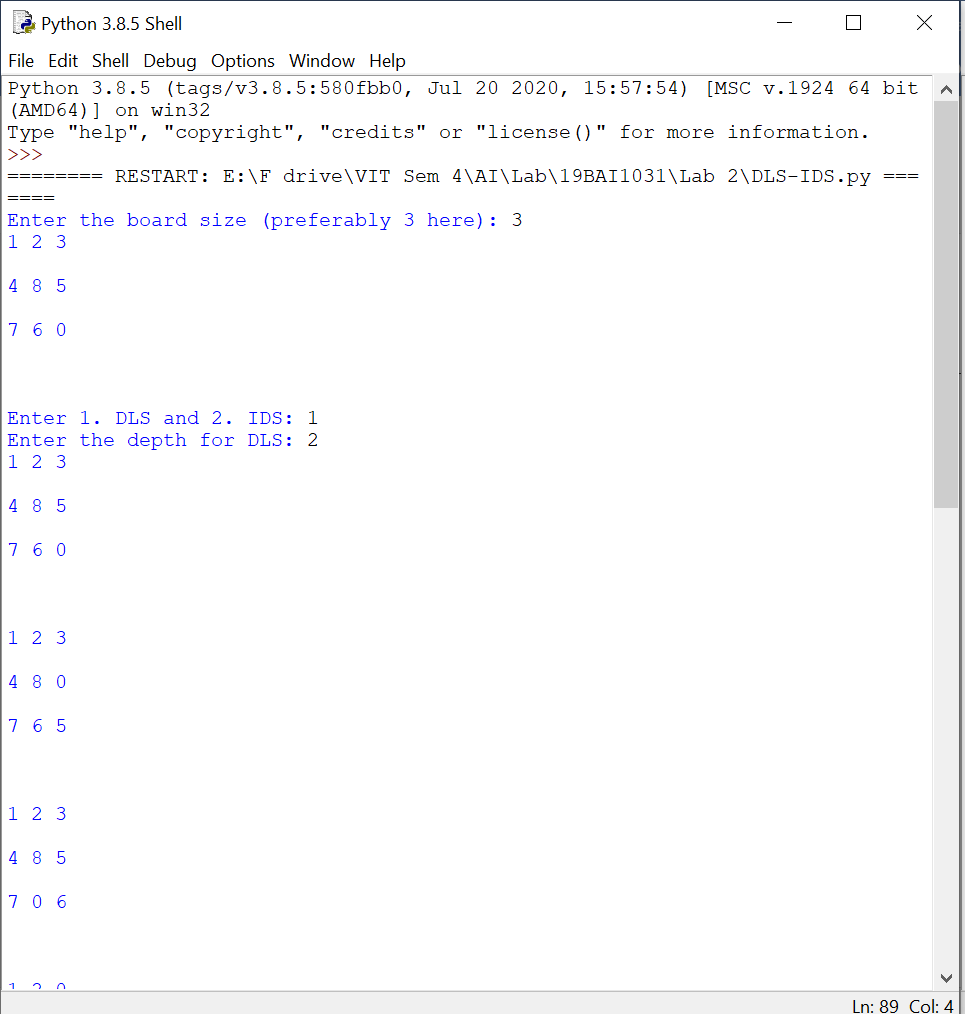 Python 3.8.5 Shell
File Edit Shell Debug Options Window Help
Python 3.8.5 (tags/v3.8.5:580fbb0, Jul 20 2020, 15:57:54) [MSC v.1924 64 bit
(AMD64)] on win32
Type "help", "copyright", "credits" or "license()" for more information.
>>>
======== RESTART: E:\F drive\VIT Sem 4\AI\Lab\19BAI1031\Lab 2\DLS-IDS.py ===
====
Enter the board size (preferably 3 here): 3
1 2 3
4 8 5
7 6 0
Enter 1. DLS and 2. IDS: 1
Enter the depth for DLS: 2
1 2 3
4 8 5
7 6 0
1 2 3
4 8 0
7 6 5
1 2 3
4 8 5
7 0 6
1 2 0
Ln: 89 Col: 4